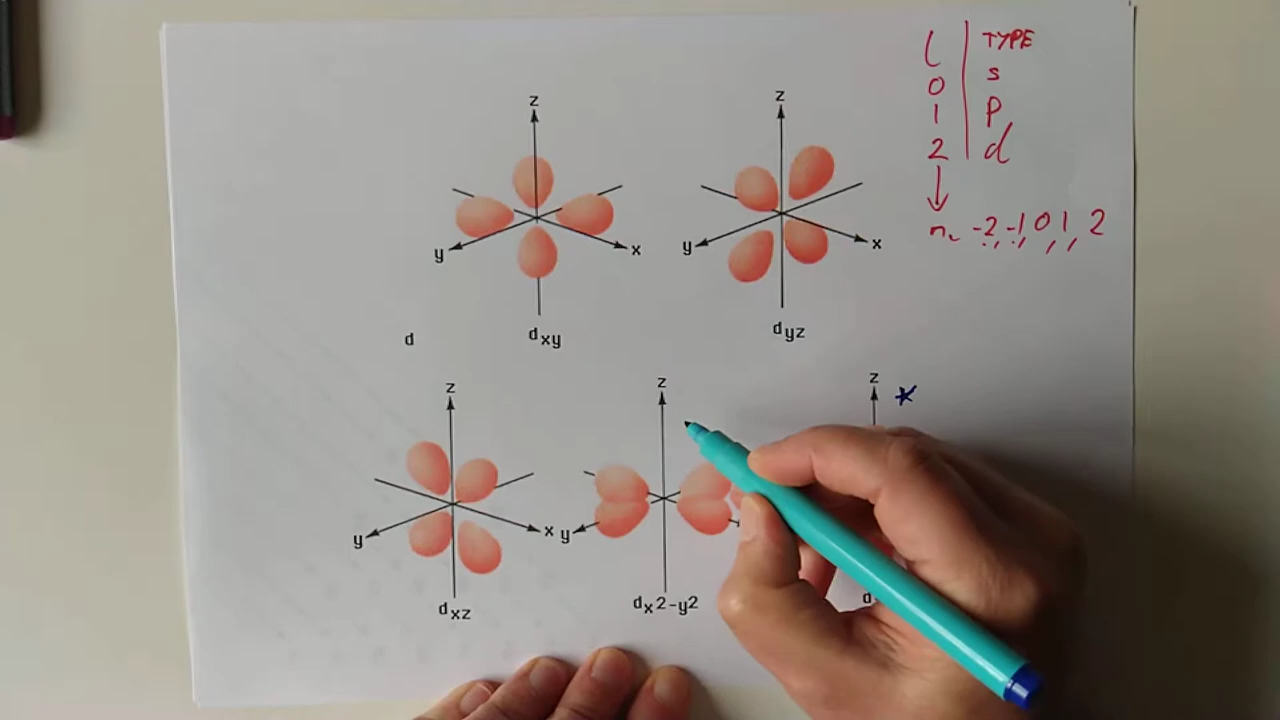 l TYPE
0 s
1 p
2 d
-2 -1 0 1 2
z
y x
d
dxy
z
y x
dyz
z
y x
dxz
z
y
dx2-y2
z
d